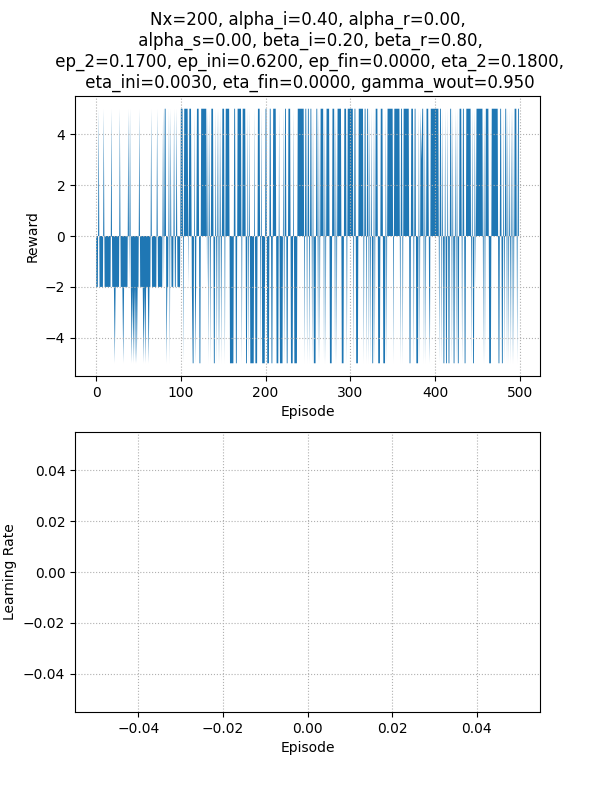 Nx=200, alpha_i=0.40, alpha_r=0.00,
alpha_s=0.00, beta_i=0.20, beta_r=0.80,
ep_2=0.1700, ep_ini=0.6200, ep_fin=0.0000, eta_2=0.1800,
eta_ini=0.0030, eta_fin=0.0000, gamma_wout=0.950
4
2
0
−2
−4
Reward
0 100 200 300 400 500
Episode
0.04
0.02
0.00
−0.02
−0.04
Learning Rate
−0.04 −0.02 0.00 0.02 0.04
Episode